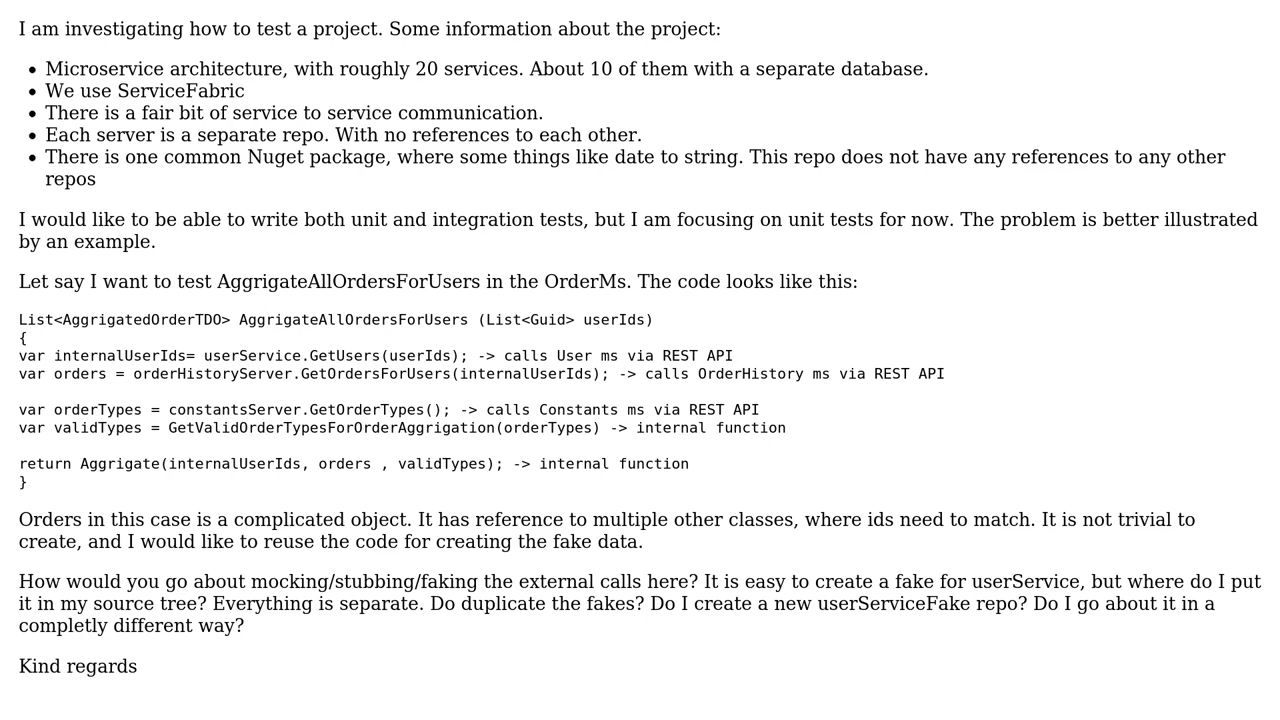 I am investigating how to test a project. Some information about the project:
• Microservice architecture, with roughly 20 services. About 10 of them with a separate database.
• We use ServiceFabric
• There is a fair bit of service to service communication.
• Each server is a separate repo. With no references to each other.
• There is one common Nuget package, where some things like date to string. This repo does not have any references to any other
repos
I would like to be able to write both unit and integration tests, but I am focusing on unit tests for now. The problem is better illustrated
by an example.
Let say I want to test AggrigateAllOrdersForUsers in the OrderMs. The code looks like this:
List<AggrigatedOrderTDO> AggrigateAllOrdersForUsers (List<Guid> userIds)
{
var internalUserIds= userService.GetUsers(userIds); -> calls User ms via REST API
var orders = orderHistoryServer.GetOrdersForUsers(internalUserIds); -> calls OrderHistory ms via REST API
var orderTypes = constantsServer.GetOrderTypes(); -> calls Constants ms via REST API
var validTypes = GetValidOrderTypesForOrderAggrigation(orderTypes) -> internal function
return Aggrigate(internalUserIds, orders , validTypes); -> internal function
}
Orders in this case is a complicated object. It has reference to multiple other classes, where ids need to match. It is not trivial to
create, and I would like to reuse the code for creating the fake data.
How would you go about mocking/stubbing/faking the external calls here? It is easy to create a fake for userService, but where do I put
it in my source tree? Everything is separate. Do duplicate the fakes? Do I create a new userServiceFake repo? Do I go about it in a
completly different way?
Kind regards